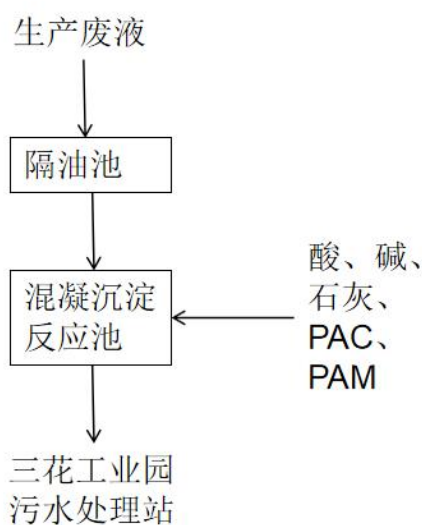 生产废液
隔油池
混凝沉淀
反应池
酸、碱、
石灰、
PAC、
PAM
三花工业园
污水处理站